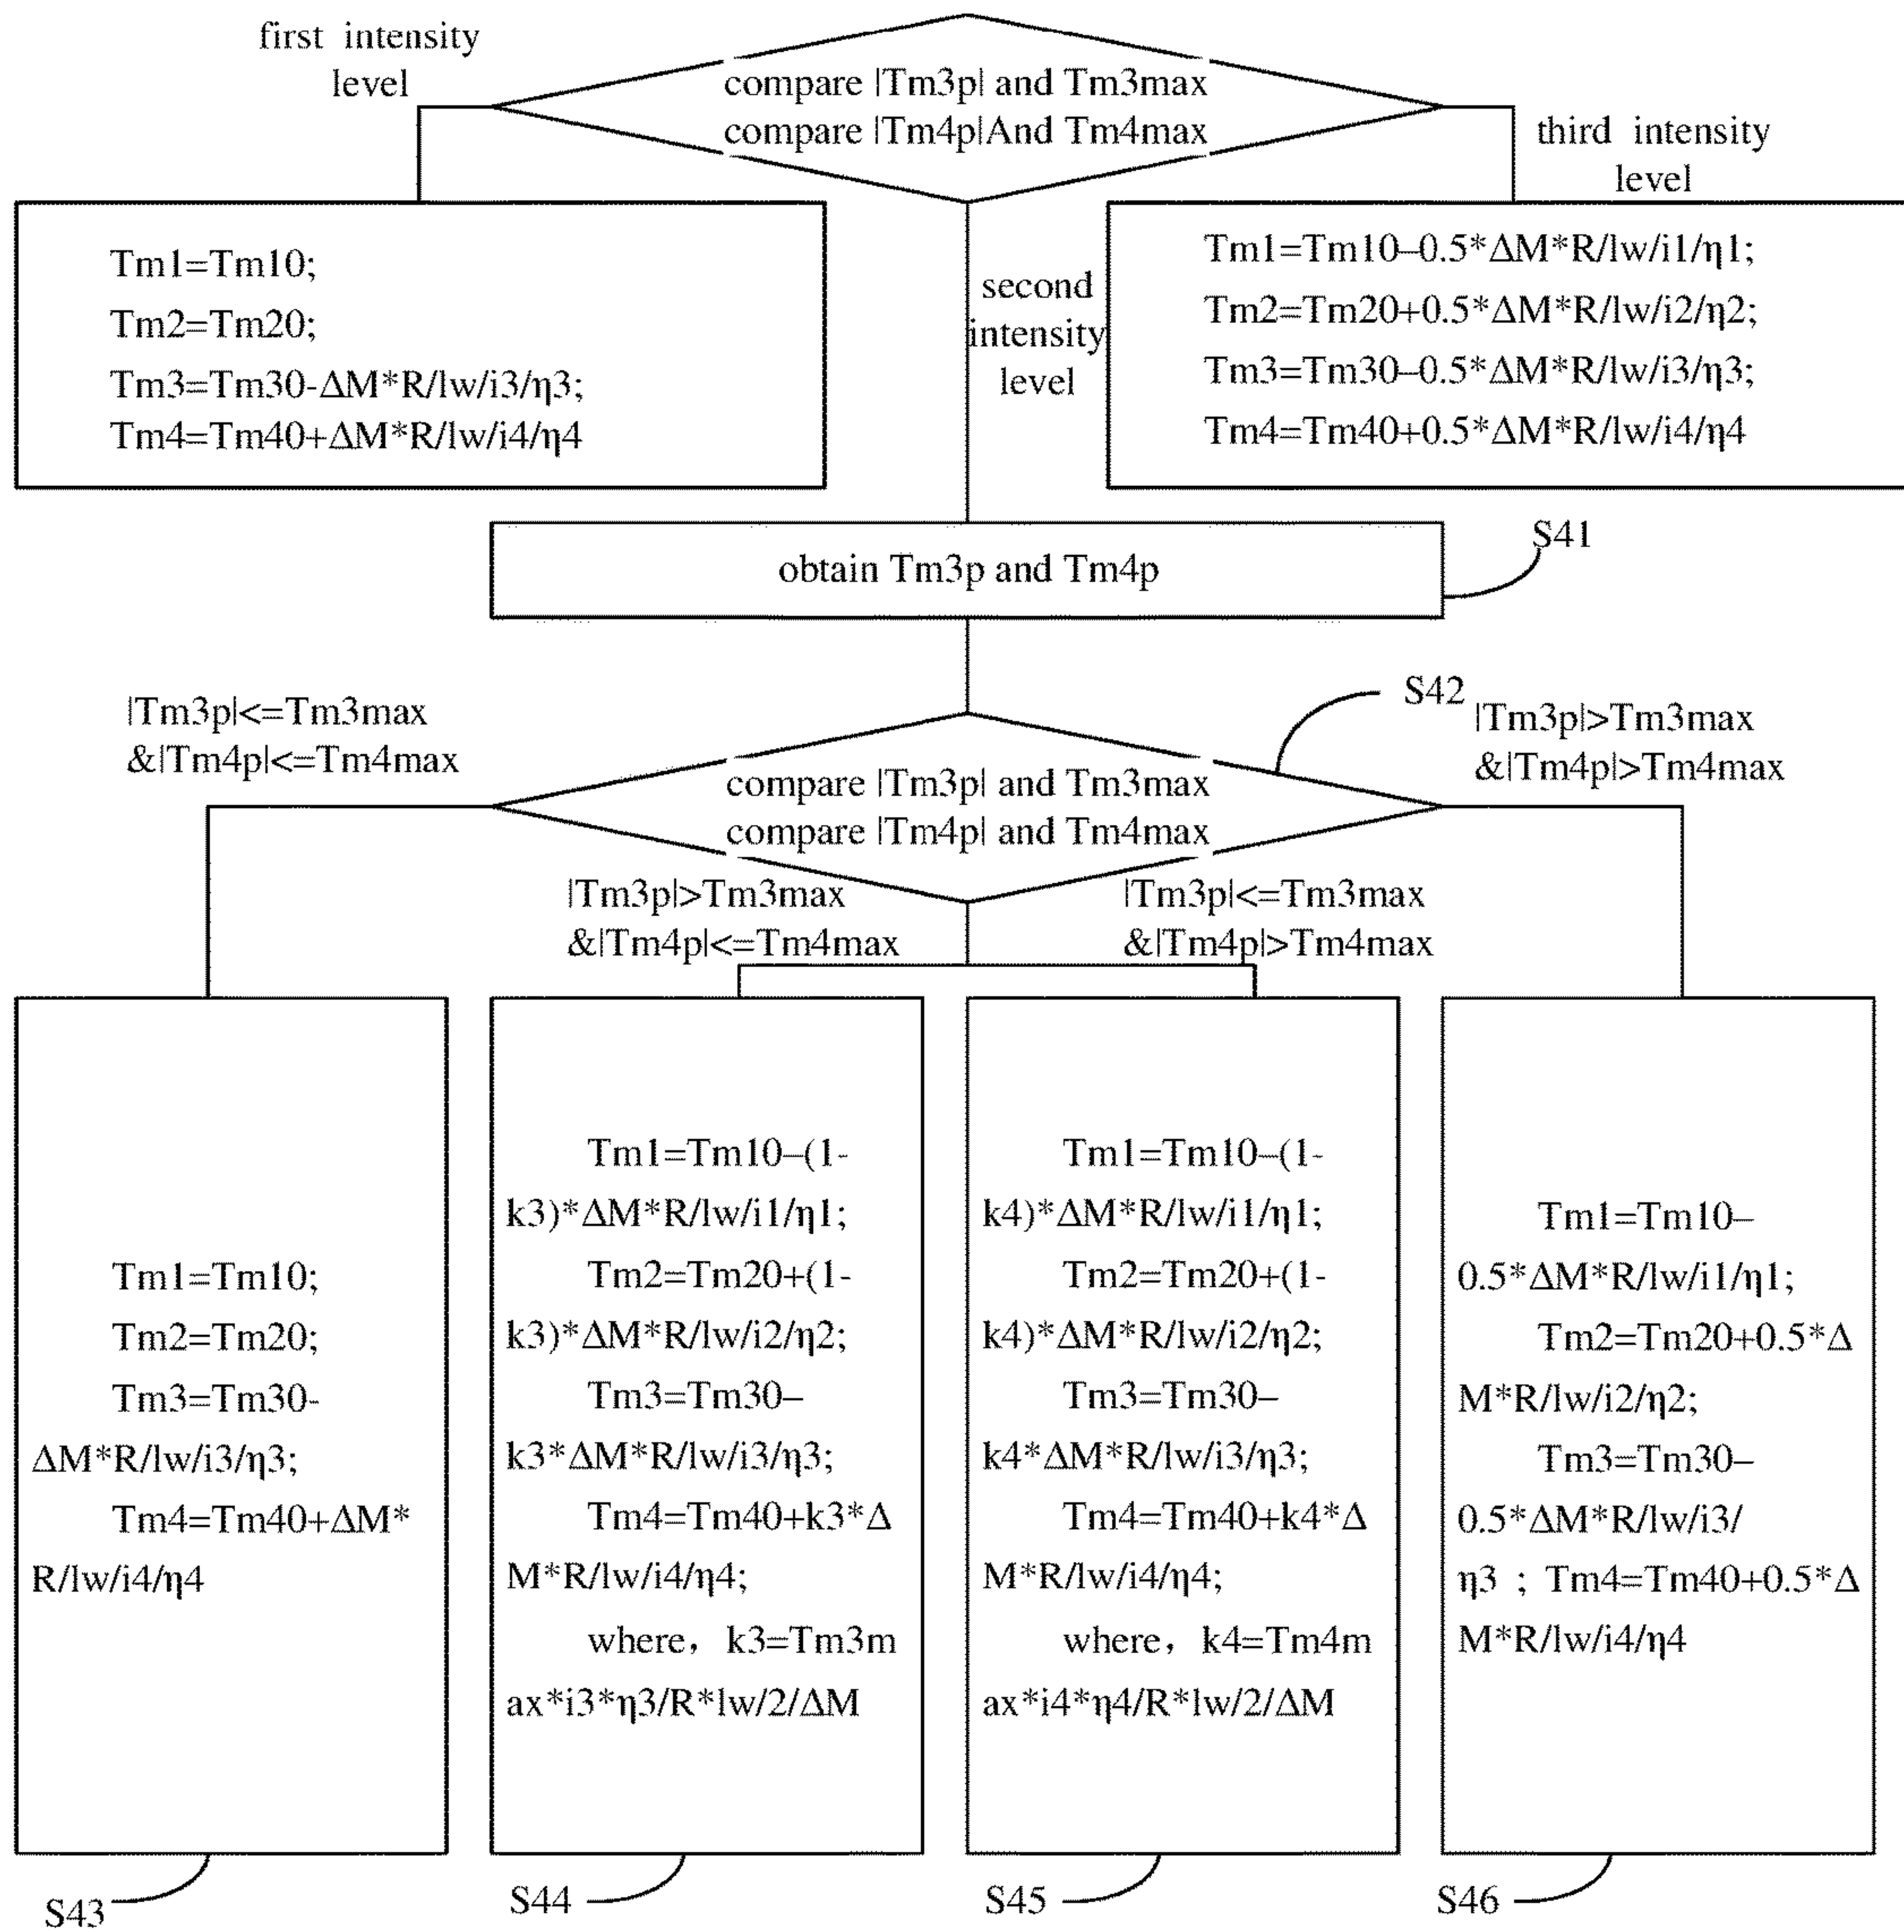 first intensity
level
compare |Tm3p| and Tm3max
compare |Tm4p|And Tm4max
third intensity
level
Tm1=Tm10;
Tm2=Tm20;
Tm3=Tm30-ΔM*R/lw/i3/η3;
Tm4=Tm40+ΔM*R/lw/i4/η4
second
intensity
level
Tm1=Tm10–0.5*ΔM*R/lw/i1/η1;
Tm2=Tm20+0.5*ΔM*R/lw/i2/η2;
Tm3=Tm30–0.5*ΔM*R/lw/i3/η3;
Tm4=Tm40+0.5*ΔM*R/lw/i4/η4
obtain Tm3p and Tm4p
S41
|Tm3p|<=Tm3max
&|Tm4p|<=Tm4max
S42
|Tm3p|>Tm3max
&|Tm4p|>Tm4max
compare |Tm3p| and Tm3max
compare |Tm4p| and Tm4max
|Tm3p|>Tm3max
&|Tm4p|<=Tm4max
|Tm3p|<=Tm3max
&|Tm4p|>Tm4max
Tm1=Tm10;
Tm2=Tm20;
Tm3=Tm30-
ΔM*R/lw/i3/η3;
Tm4=Tm40+ΔM*
R/lw/i4/η4
Tm1=Tm10–(1-
k3)*ΔM*R/lw/i1/η1;
Tm2=Tm20+(1-
k3)*ΔM*R/lw/i2/η2;
Tm3=Tm30–
k3*ΔM*R/lw/i3/η3;
Tm4=Tm40+k3*Δ
M*R/lw/i4/η4;
where, k3=Tm3m
ax*i3*η3/R*lw/2/ΔM
Tm1=Tm10–(1-
k4)*ΔM*R/lw/i1/η1;
Tm2=Tm20+(1-
k4)*ΔM*R/lw/i2/η2;
Tm3=Tm30–
k4*ΔM*R/lw/i3/η3;
Tm4=Tm40+k4*Δ
M*R/lw/i4/η4;
where, k4=Tm4m
ax*i4*η4/R*lw/2/ΔM
Tm1=Tm10–
0.5*ΔM*R/lw/i1/η1;
Tm2=Tm20+0.5*Δ
M*R/lw/i2/η2;
Tm3=Tm30–
0.5*ΔM*R/lw/i3/
η3 ; Tm4=Tm40+0.5*Δ
M*R/lw/i4/η4
S43
S44
S45
S46